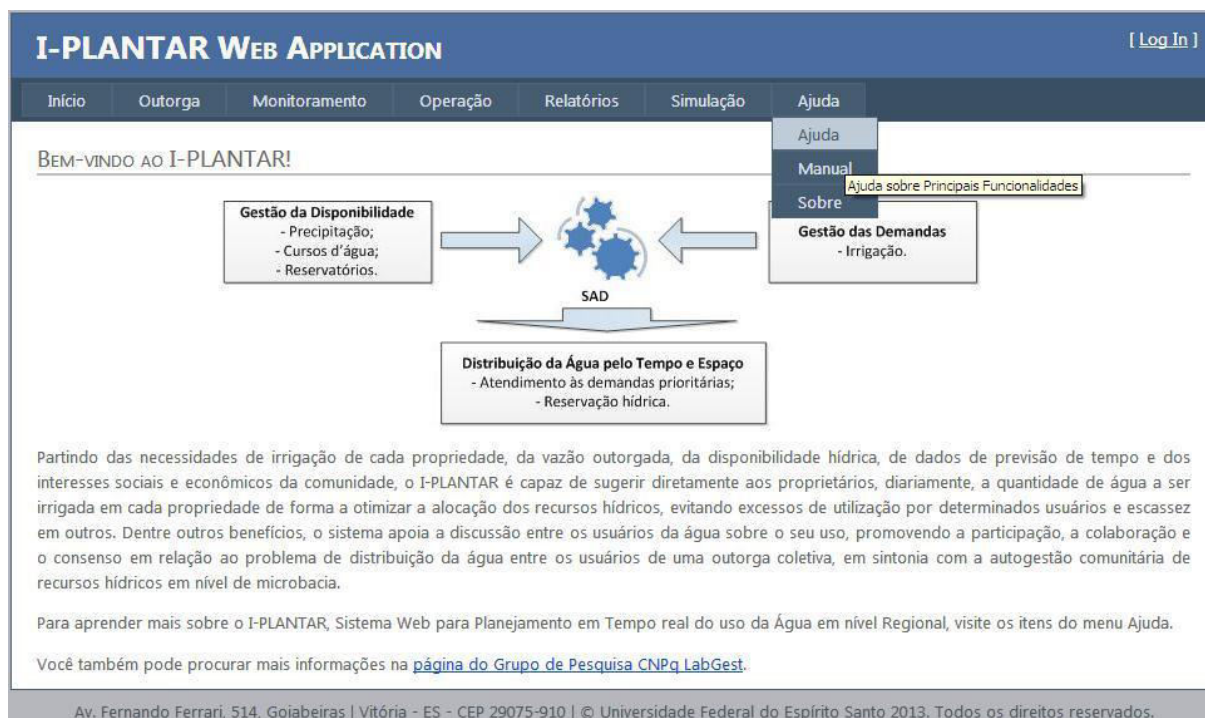 I-PLANTAR WEB APPLICATION
[ Log In ]
Início Outorga Monitoramento Operação Relatórios Simulação Ajuda
Ajuda
Manual
Ajuda sobre Principais Funcionalidades
Sobre
BEM-VINDO AO I-PLANTAR!
Gestão da Disponibilidade
- Precipitação;
- Cursos d'água;
- Reservatórios.
SAD
Gestão das Demandas
- Irrigação.
Distribuição da Água pelo Tempo e Espaço
- Atendimento às demandas prioritárias;
- Reservação hídrica.
Partindo das necessidades de irrigação de cada propriedade, da vazão outorgada, da disponibilidade hídrica, de dados de previsão de tempo e dos
interesses sociais e econômicos da comunidade, o I-PLANTAR é capaz de sugerir diretamente aos proprietários, diariamente, a quantidade de água a ser
irrigada em cada propriedade de forma a otimizar a alocação dos recursos hídricos, evitando excessos de utilização por determinados usuários e escassez
em outros. Dentre outros benefícios, o sistema apoia a discussão entre os usuários da água sobre o seu uso, promovendo a participação, a colaboração e
o consenso em relação ao problema de distribuição da água entre os usuários de uma outorga coletiva, em sintonia com a autogestão comunitária de
recursos hídricos em nível de microbacia.
Para aprender mais sobre o I-PLANTAR, Sistema Web para Planejamento em Tempo real do uso da Água em nível Regional, visite os itens do menu Ajuda.
Você também pode procurar mais informações na página do Grupo de Pesquisa CNPq LabGest.
Av. Fernando Ferrari, 514, Goiabeiras | Vitória - ES - CEP 29075-910 | © Universidade Federal do Espírito Santo 2013. Todos os direitos reservados.